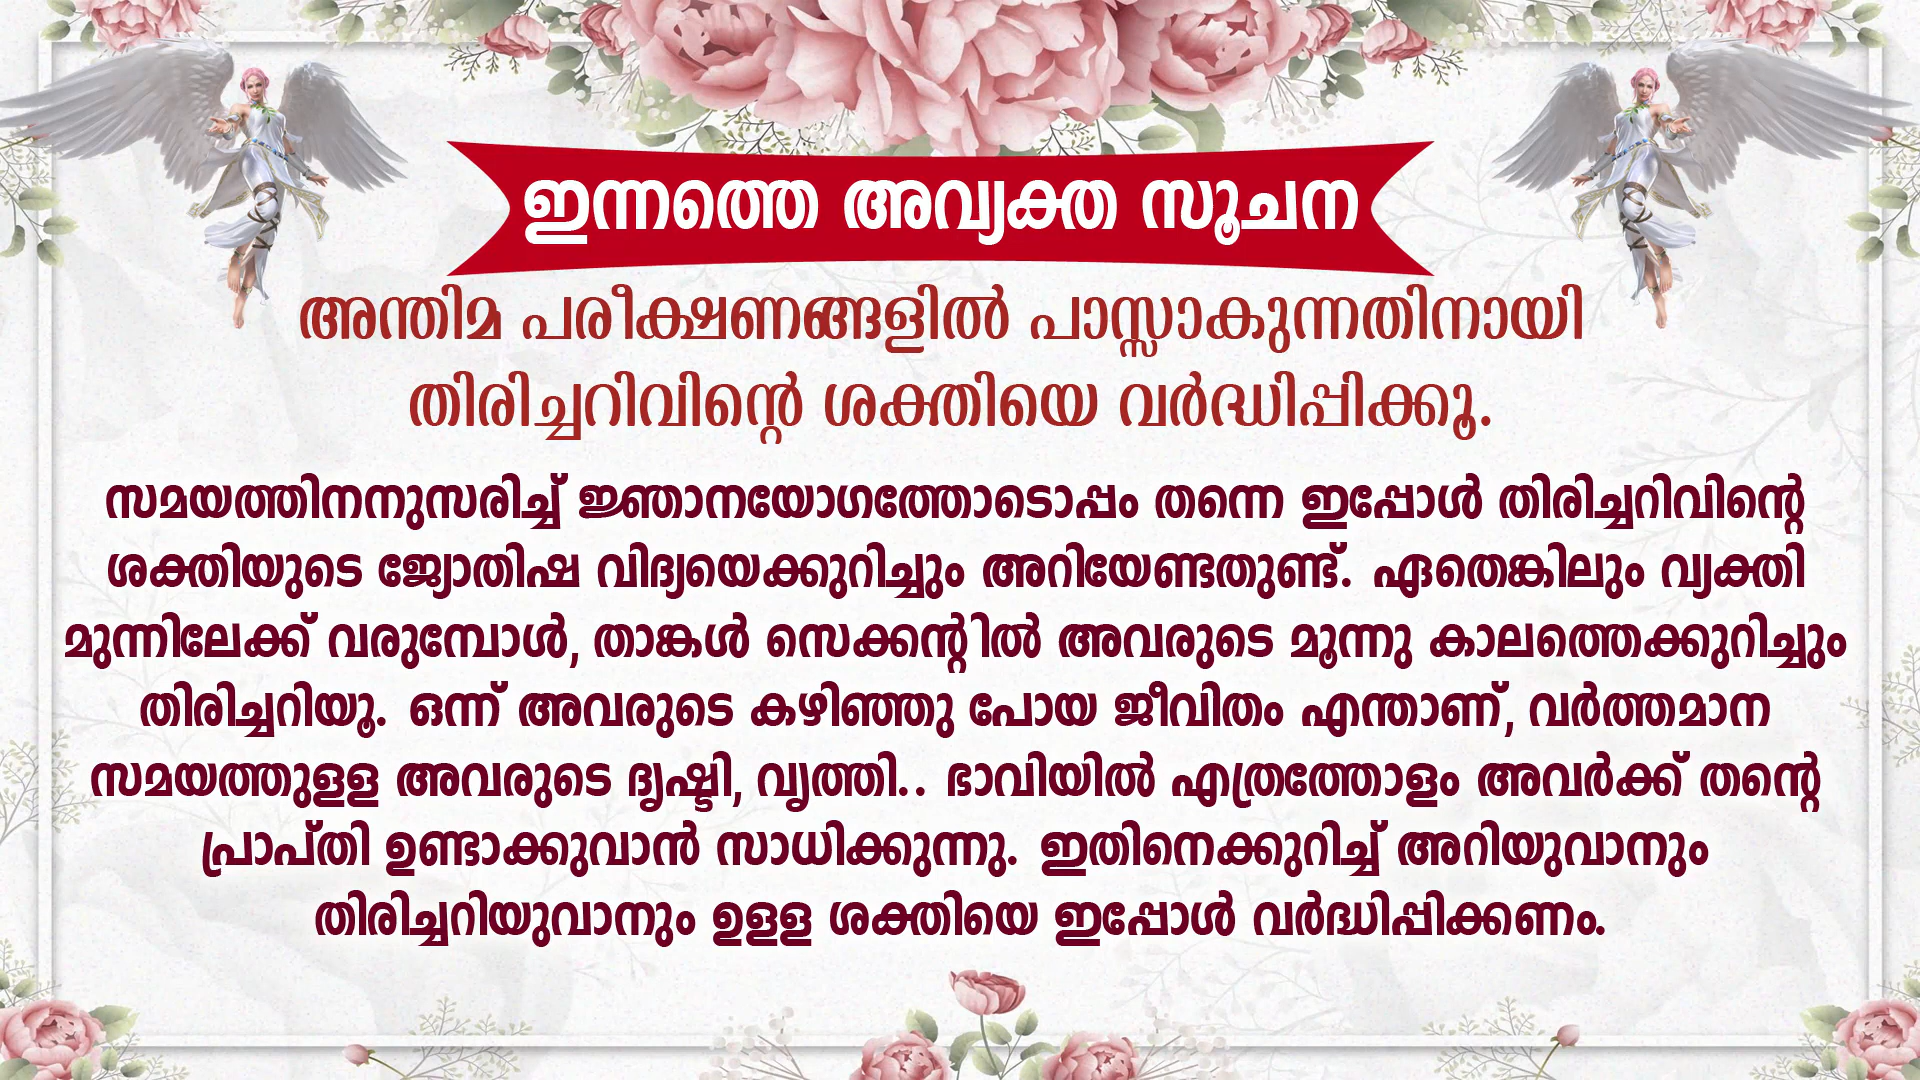 ഇന്നത്തെ അവ്യക്ത സൂചന
അന്തിമ പരീക്ഷണങ്ങളിൽ പാസ്സാകുന്നതിനായി
തിരിച്ചറിവിന്റെ ശക്തിയെ വർദ്ധിപ്പിക്കൂ.
സമയത്തിനനുസരിച്ച് ജ്ഞാനയോഗത്തോടൊപ്പം തന്നെ ഇപ്പോൾ തിരിച്ചറിവിന്റെ
ശക്തിയുടെ ജ്യോതിഷ വിദ്യയെക്കുറിച്ചും അറിയേണ്ടതുണ്ട്. ഏതെങ്കിലും വ്യക്തി
മുന്നിലേക്ക് വരുമ്പോൾ, താങ്കൾ സെക്കന്റിൽ അവരുടെ മൂന്നു കാലത്തെക്കുറിച്ചും
തിരിച്ചറിയൂ. ഒന്ന് അവരുടെ കഴിഞ്ഞു പോയ ജീവിതം എന്താണ്, വർത്തമാന
സമയത്തുളള അവരുടെ ദൃഷ്ടി, വൃത്തി.. ഭാവിയിൽ എത്രത്തോളം അവർക്ക് തന്റെ
പ്രാപ്തി ഉണ്ടാക്കുവാൻ സാധിക്കുന്നു. ഇതിനെക്കുറിച്ച് അറിയുവാനും
തിരിച്ചറിയുവാനും ഉളള ശക്തിയെ ഇപ്പോൾ വർദ്ധിപ്പിക്കണം.